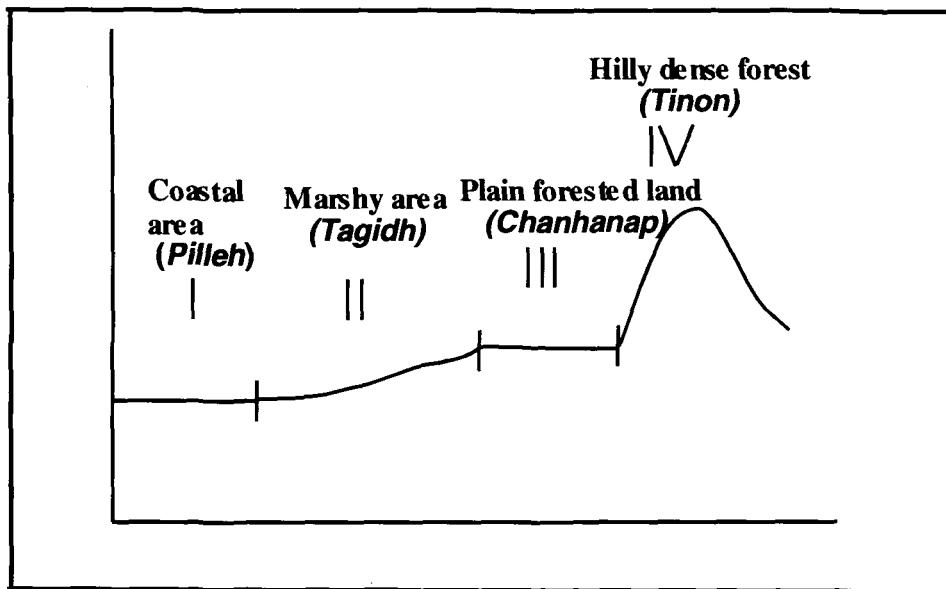 Hilly dense forest
(Tinon)
IV
Coastal
area
(Pilleh)
I
Marshy area
(Tagidh)
II
Plain forested land
(Chanhanap)
III